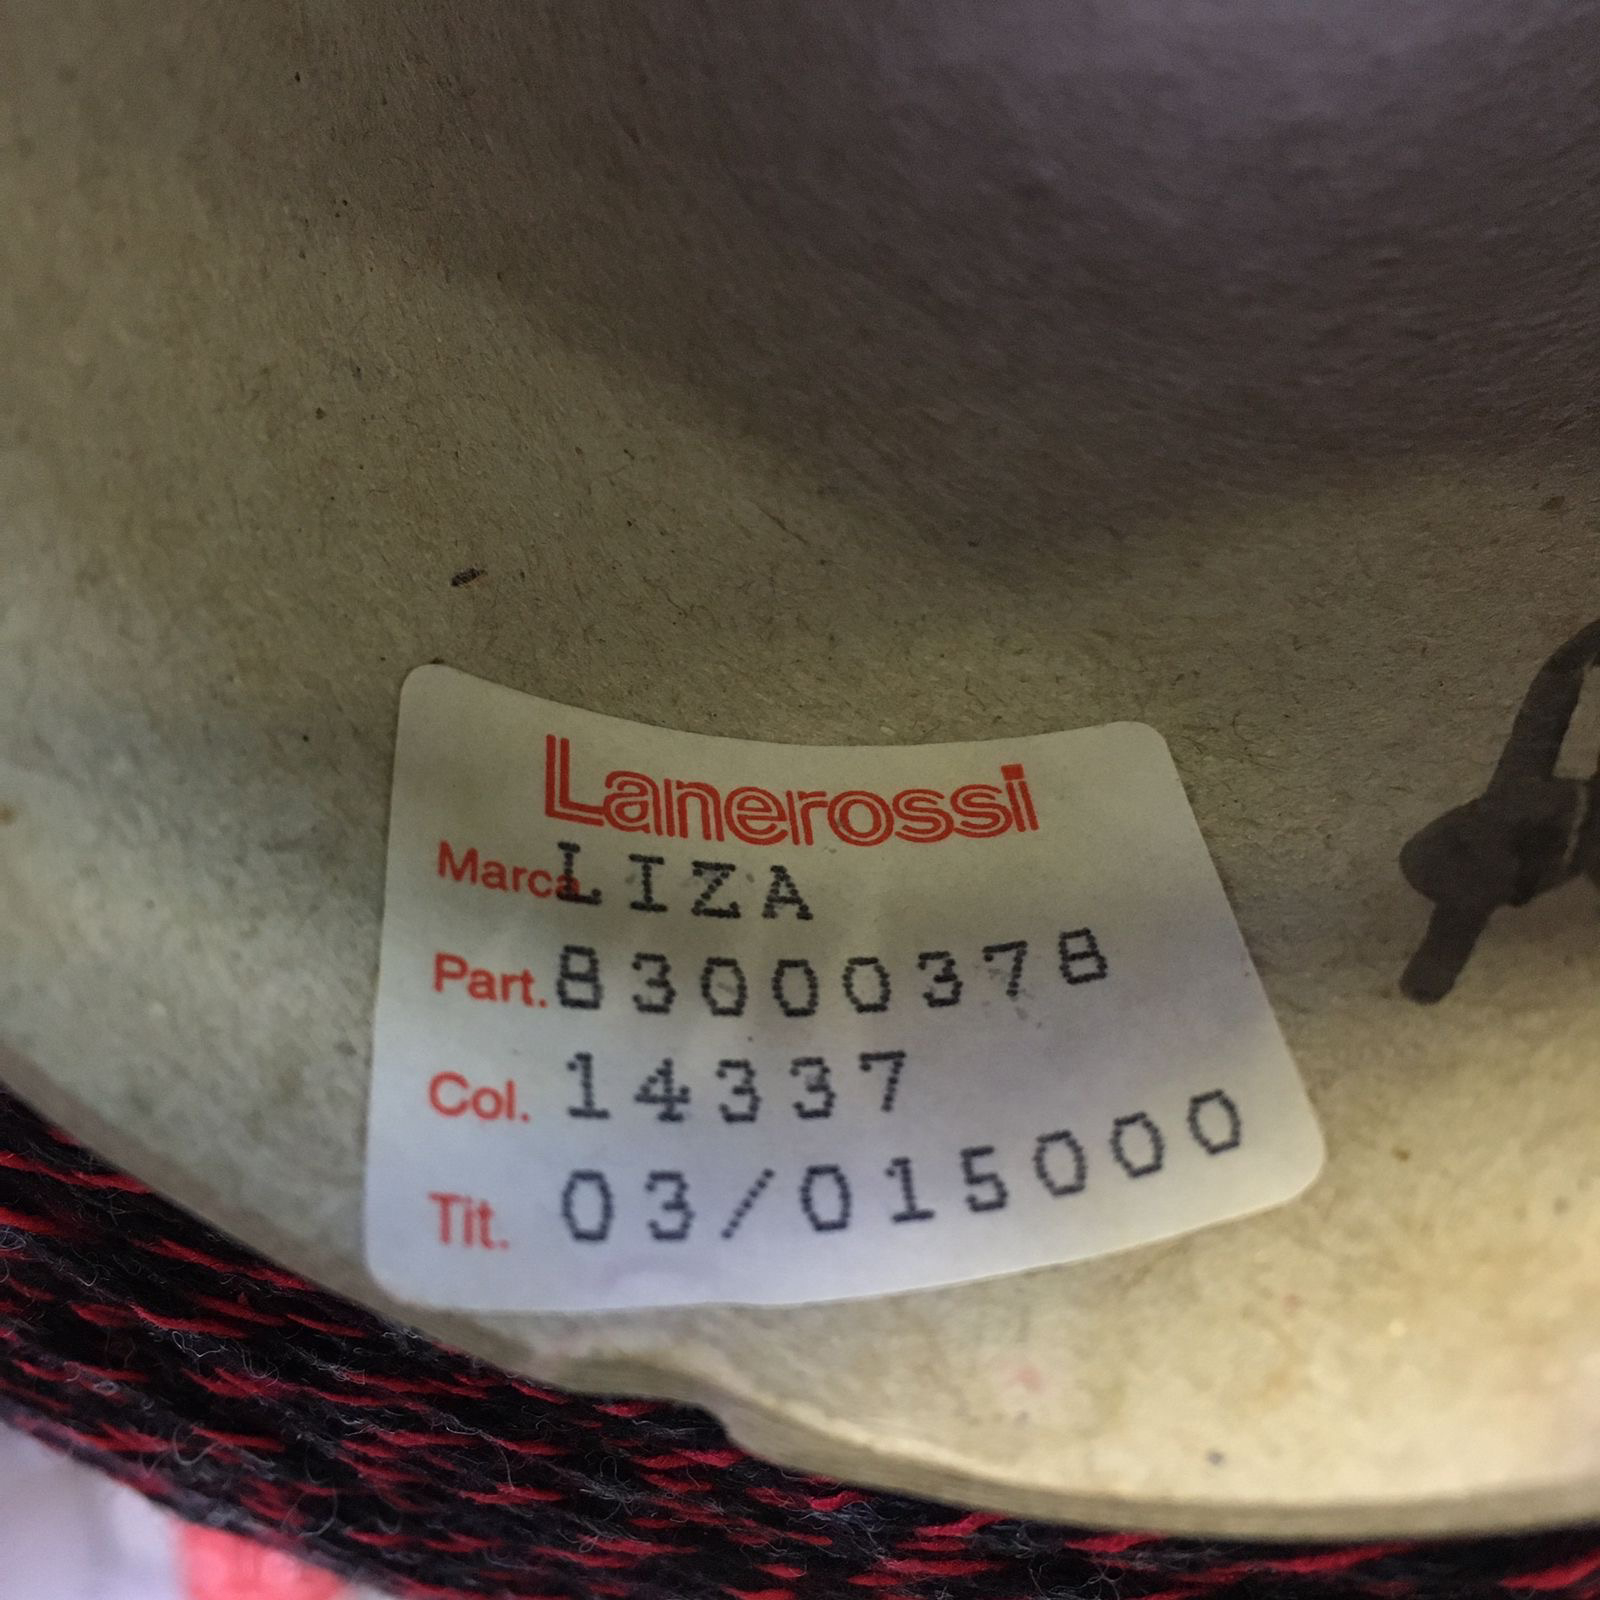 Lanerossi
Marca LIZA
Part. 83000378
Col. 14337
Tit. 03/015000